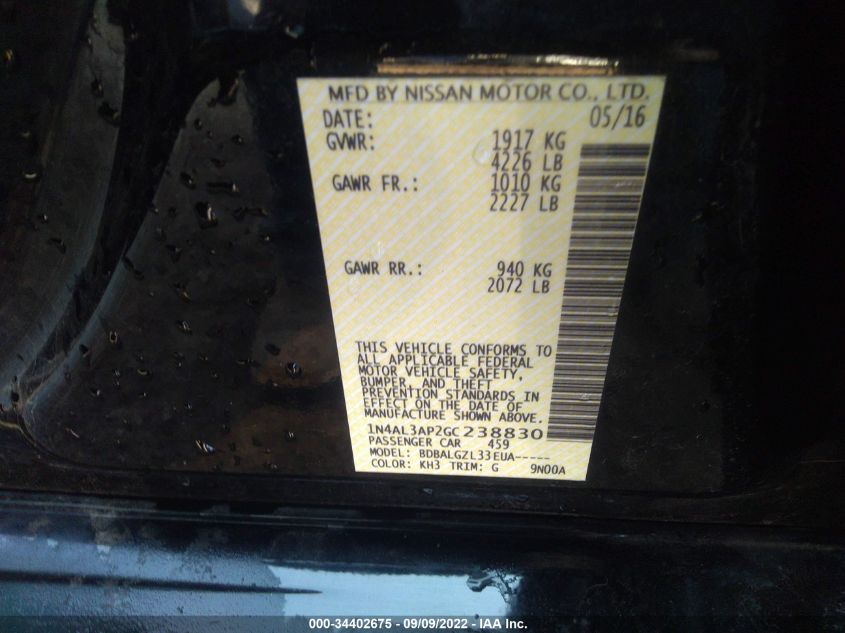 MFD BY NISSAN MOTOR CO., LTD.
DATE: 05/16
GVWR: 1917 KG
4226 LB
GAWR FR.: 1010 KG
2227 LB
GAWR RR.: 940 KG
2072 LB
THIS VEHICLE CONFORMS TO
ALL APPLICABLE FEDERAL
MOTOR VEHICLE SAFETY,
BUMPER, AND THEFT
PREVENTION STANDARDS IN
EFFECT ON THE DATE OF
MANUFACTURE SHOWN ABOVE.
1N4AL3AP2GC238830
PASSENGER CAR 459
MODEL: BDBALGZL33EUA-----
COLOR: KH3 TRIM: G 9N00A
000-34402675 - 09/09/2022 - IAA Inc.